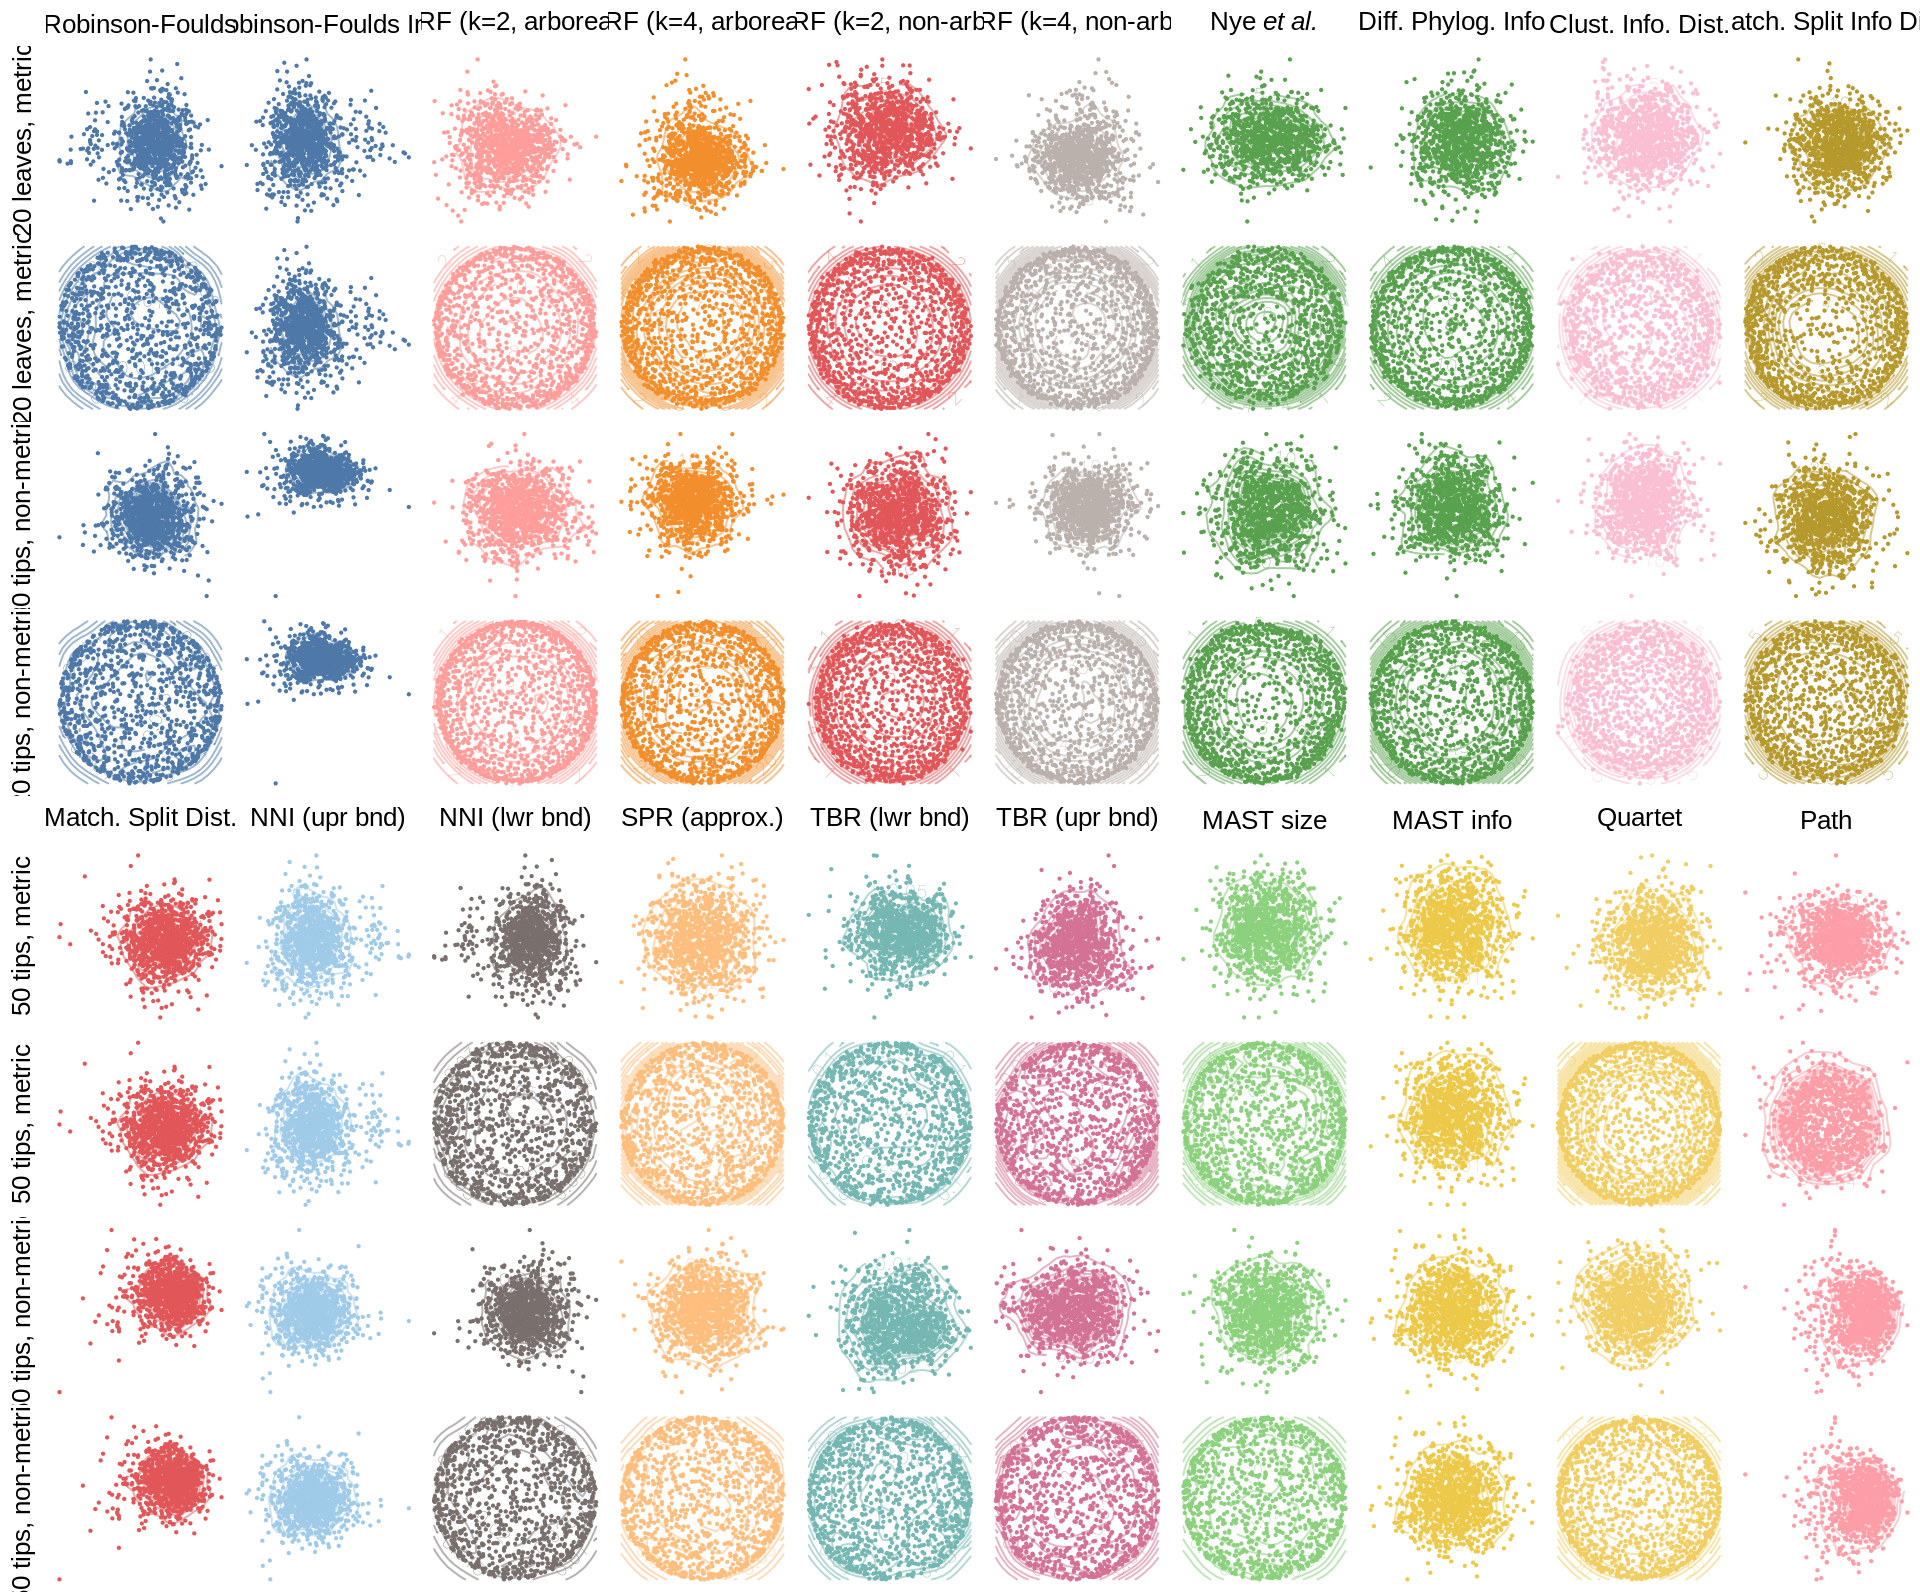 Robinson-Foulds
binson-Foulds In
RF (k=2, arborea
RF (k=4, arborea
RF (k=2, non-arb
RF (k=4, non-arb
Nye et al.
Diff. Phylog. Info
Clust. Info. Dist.
atch. Split Info Di
20 leaves, metric
20 leaves, metric
0 tips, non-metri
0 tips, non-metri
Match. Split Dist.
NNI (upr bnd)
NNI (lwr bnd)
SPR (approx.)
TBR (lwr bnd)
TBR (upr bnd)
MAST size
MAST info
Quartet
Path
50 tips, metric
50 tips, metric
0 tips, non-metri
50 tips, non-metri